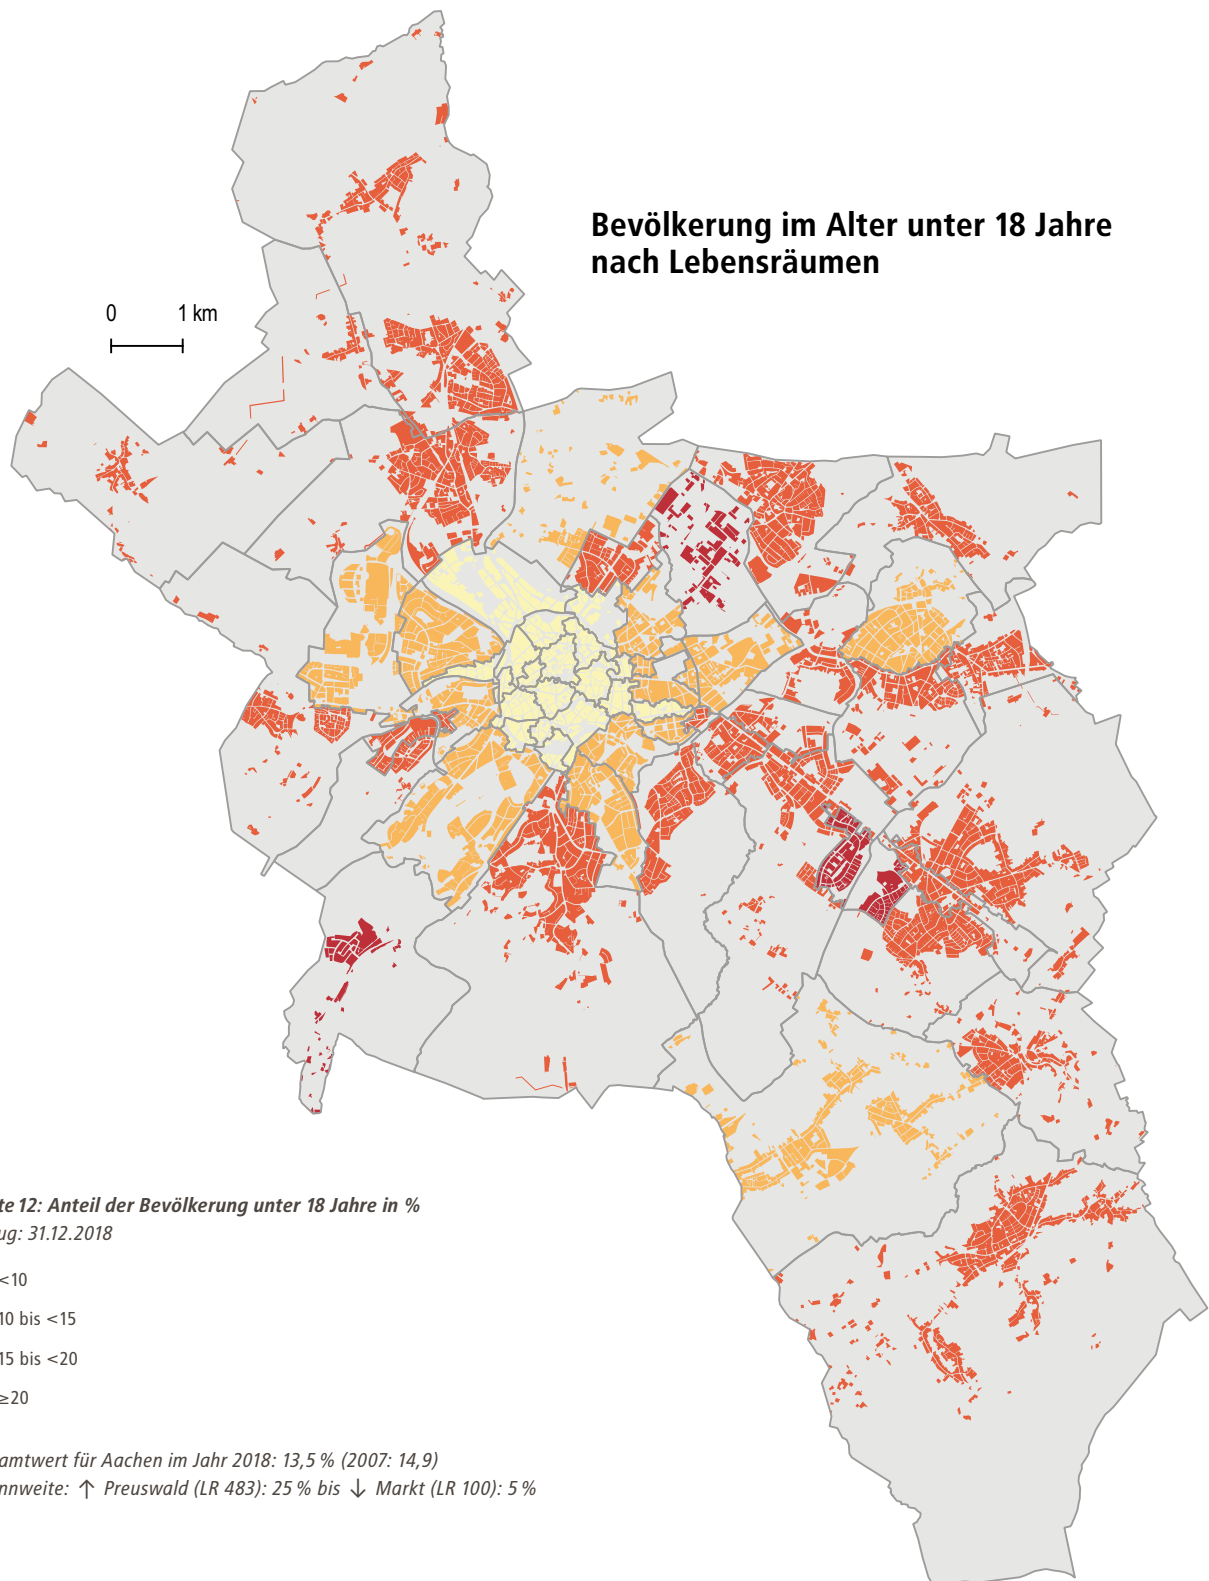 Bevölkerung im Alter unter 18 Jahre
nach Lebensräumen
0 1 km
te 12: Anteil der Bevölkerung unter 18 Jahre in %
ug: 31.12.2018
<10
10 bis <15
15 bis <20
≥20
amtwert für Aachen im Jahr 2018: 13,5 % (2007: 14,9)
nnweite: ↑ Preuswald (LR 483): 25 % bis ↓ Markt (LR 100): 5 %